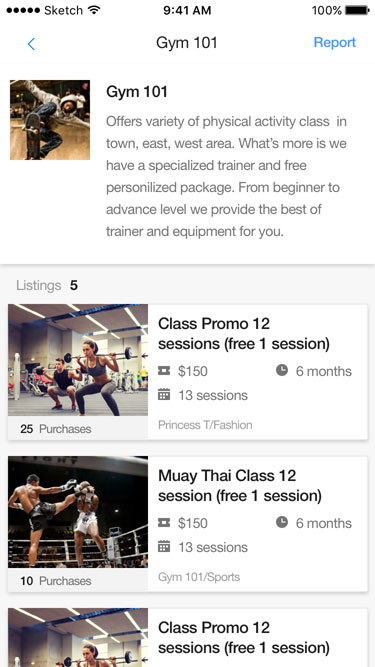 Sketch 9:41 AM 100%
Gym 101 Report
Gym 101
Offers variety of physical activity class in
town, east, west area. What's more is we
have a specialized trainer and free
personilized package. From beginner to
advance level we provide the best of
trainer and equipment for you.
Listings 5
Class Promo 12
sessions (free 1 session)
$150 6 months
13 sessions
Princess T/Fashion
25 Purchases
Muay Thai Class 12
session (free 1 session)
$150 6 months
13 sessions
Gym 101/Sports
10 Purchases
Class Promo 12
sessions (free 1 session)